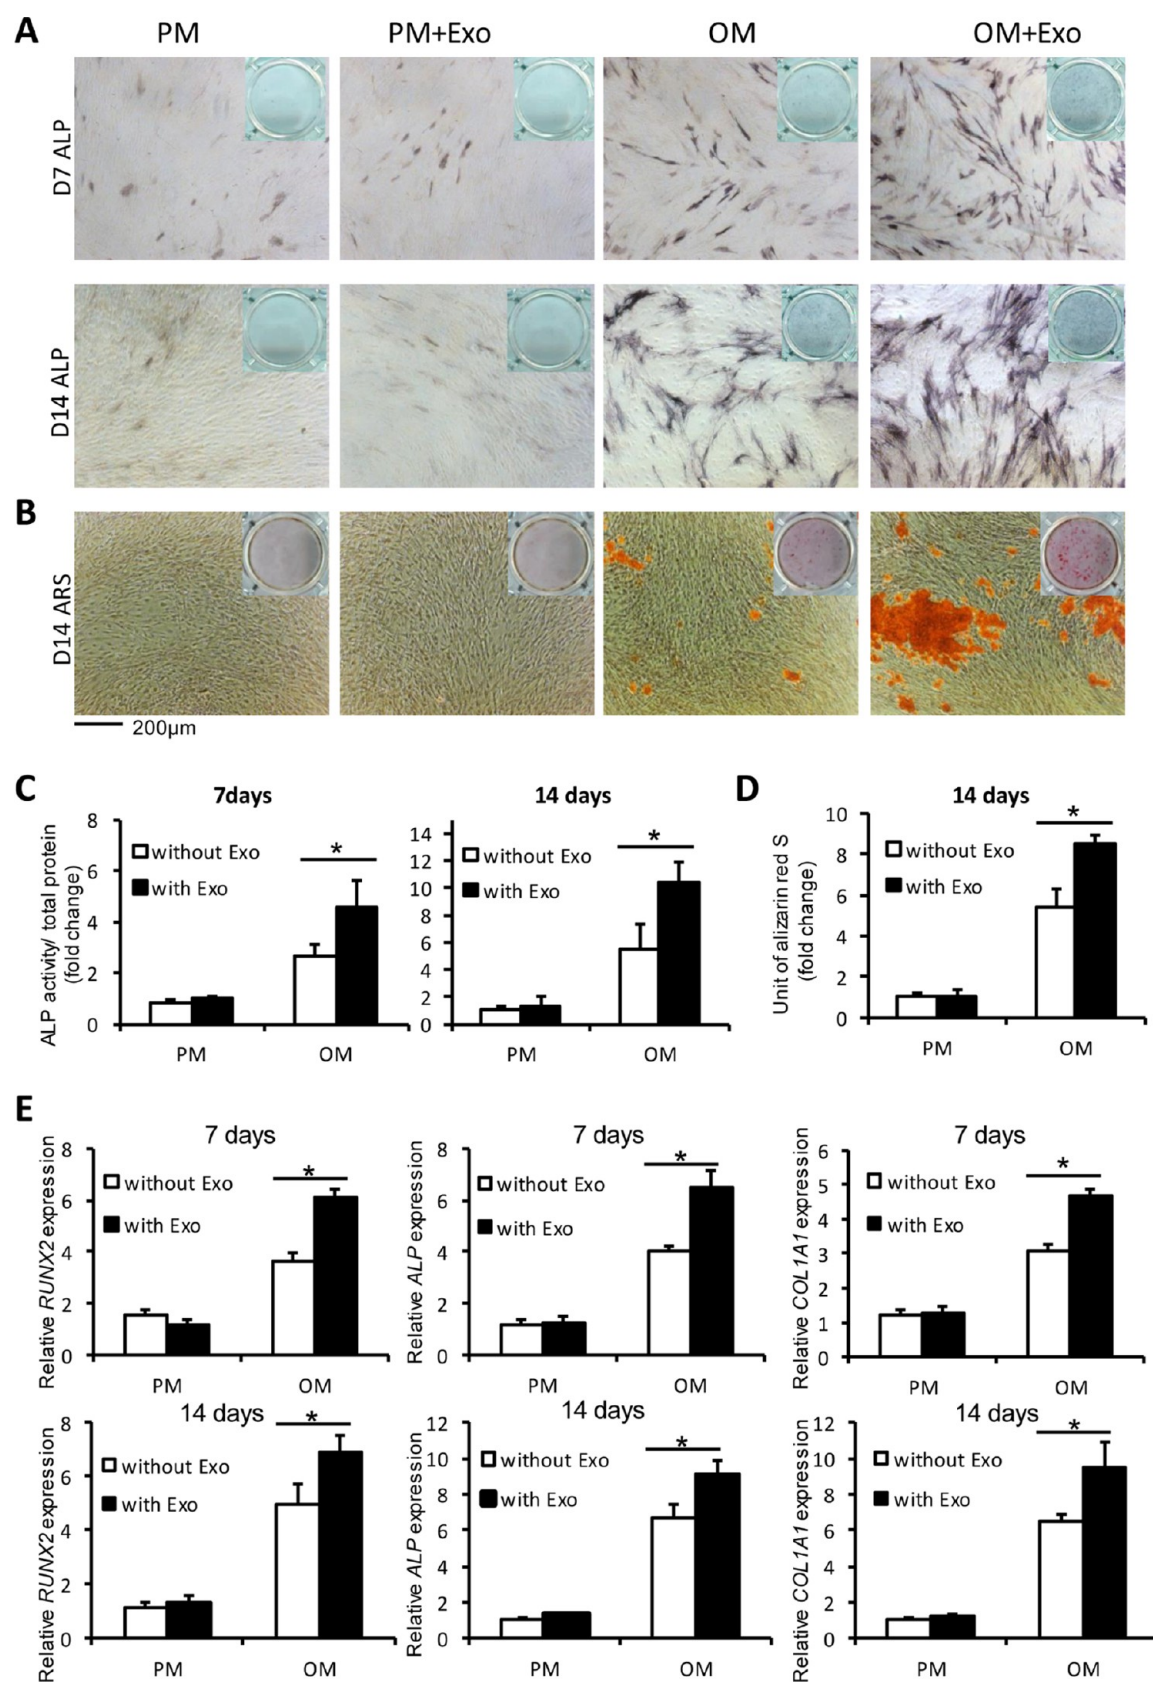 A
PM PM+Exo OM OM+Exo
D7 ALP
D14 ALP
B
D14 ARS
200μm
C
7days
ALP activity/ total protein
(fold change)
8
6
4
2
0
without Exo
with Exo
*
PM OM
14 days
14
12
10
8
6
4
2
0
without Exo
with Exo
*
PM OM
D
14 days
Unit of alizarin red S
(fold change)
10
8
6
4
2
0
without Exo
with Exo
*
PM OM
E
7 days
Relative RUNX2 expression
8
6
4
2
0
without Exo
with Exo
*
PM OM
7 days
Relative ALP expression
8
6
4
2
0
without Exo
with Exo
*
PM OM
7 days
Relative COL1A1 expression
6
5
4
3
2
1
0
without Exo
with Exo
*
PM OM
14 days
Relative RUNX2 expression
8
6
4
2
0
without Exo
with Exo
*
PM OM
14 days
Relative ALP expression
12
10
8
6
4
2
0
without Exo
with Exo
*
PM OM
14 days
Relative COL1A1 expression
12
10
8
6
4
2
0
without Exo
with Exo
*
PM OM